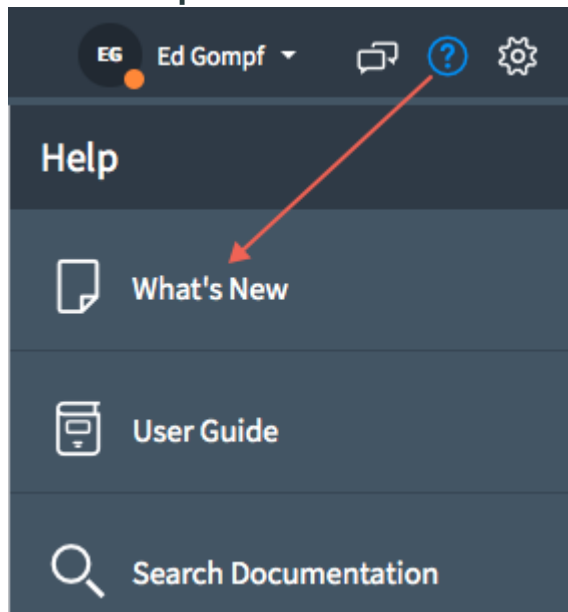 EG Ed Gompf
?
Help
What's New
User Guide
Search Documentation